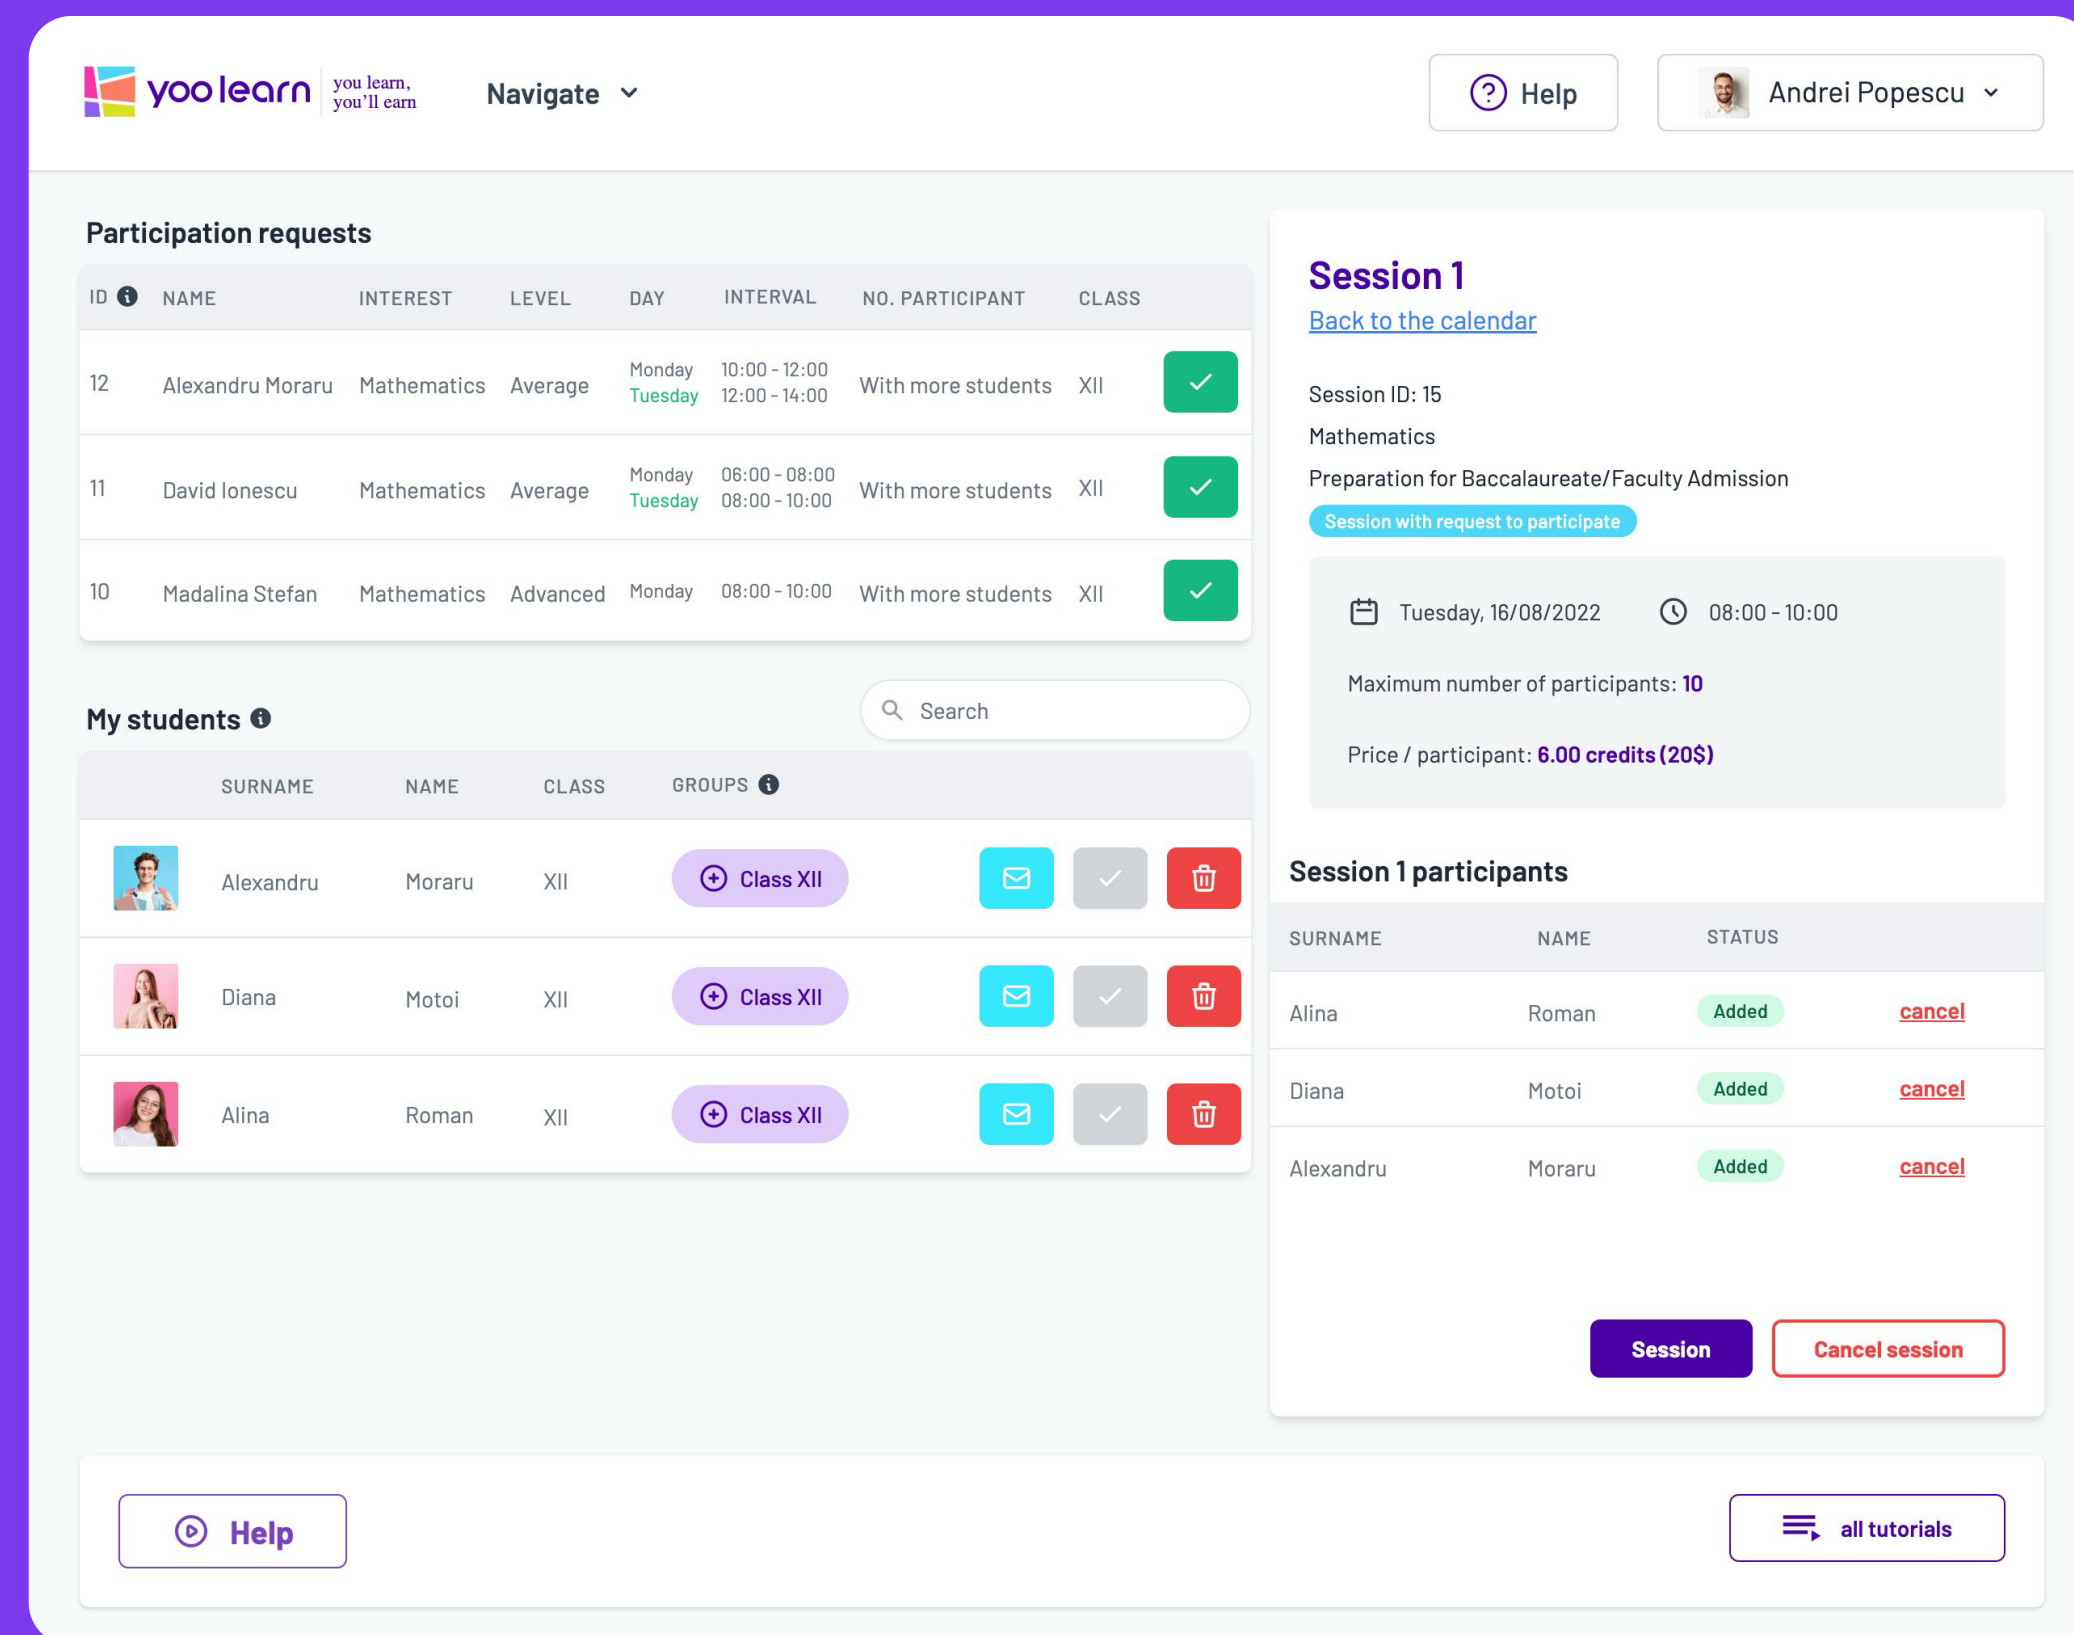 yoolearn
you learn,
you'll earn
Navigate
Help
Andrei Popescu
Participation requests
ID NAME INTEREST LEVEL DAY INTERVAL NO. PARTICIPANT CLASS
12 Alexandru Moraru Mathematics Average Monday 10:00 - 12:00 With more students XII
Tuesday 12:00 - 14:00
11 David Ionescu Mathematics Average Monday 06:00 - 08:00 With more students XII
Tuesday 08:00 - 10:00
10 Madalina Stefan Mathematics Advanced Monday 08:00 - 10:00 With more students XII
My students
Search
SURNAME NAME CLASS GROUPS
Alexandru Moraru XII Class XII
Diana Motoi XII Class XII
Alina Roman XII Class XII
Session 1
Back to the calendar
Session ID: 15
Mathematics
Preparation for Baccalaureate/Faculty Admission
Session with request to participate
Tuesday, 16/08/2022 08:00 - 10:00
Maximum number of participants: 10
Price / participant: 6.00 credits (20$)
Session 1 participants
SURNAME NAME STATUS
Alina Roman Added cancel
Diana Motoi Added cancel
Alexandru Moraru Added cancel
Session Cancel session
Help
all tutorials